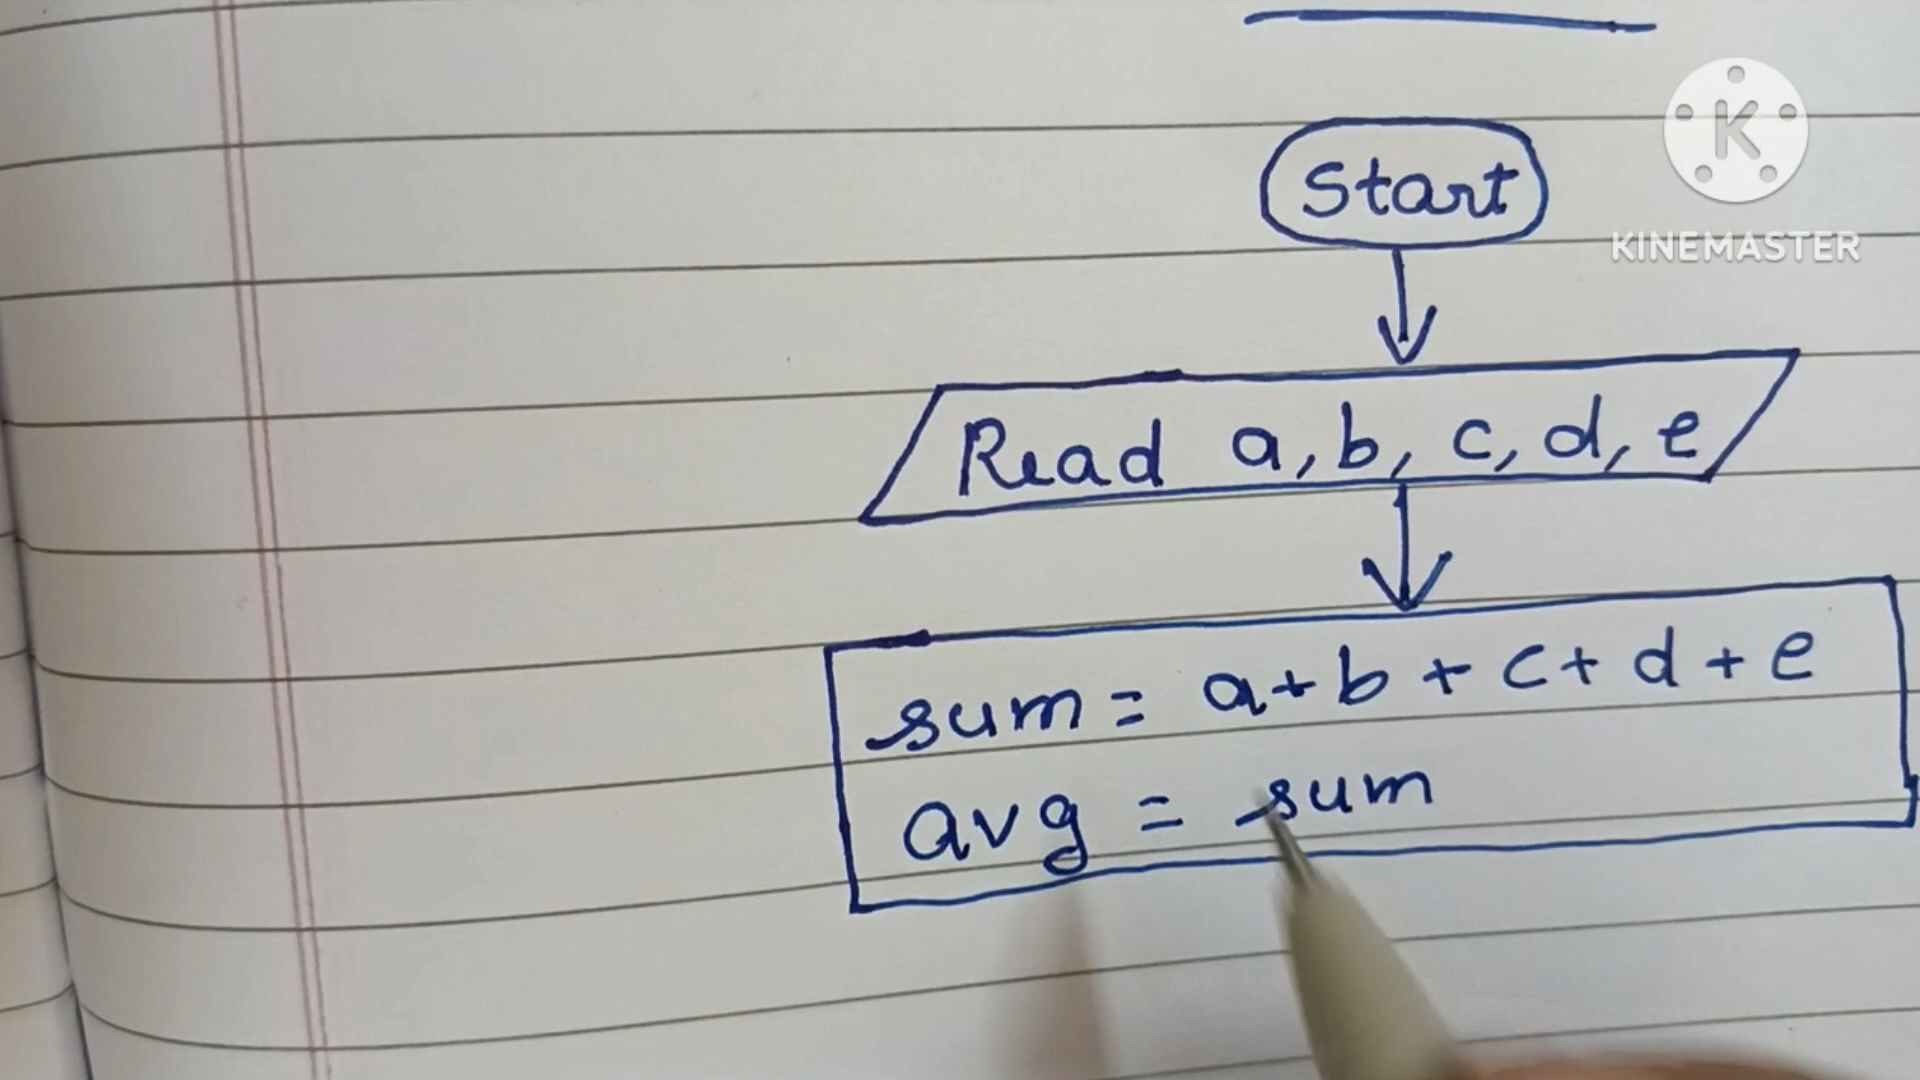 Start
KINEMASTER
Read a, b, c, d, e
sum = a + b + c + d + e
avg = sum